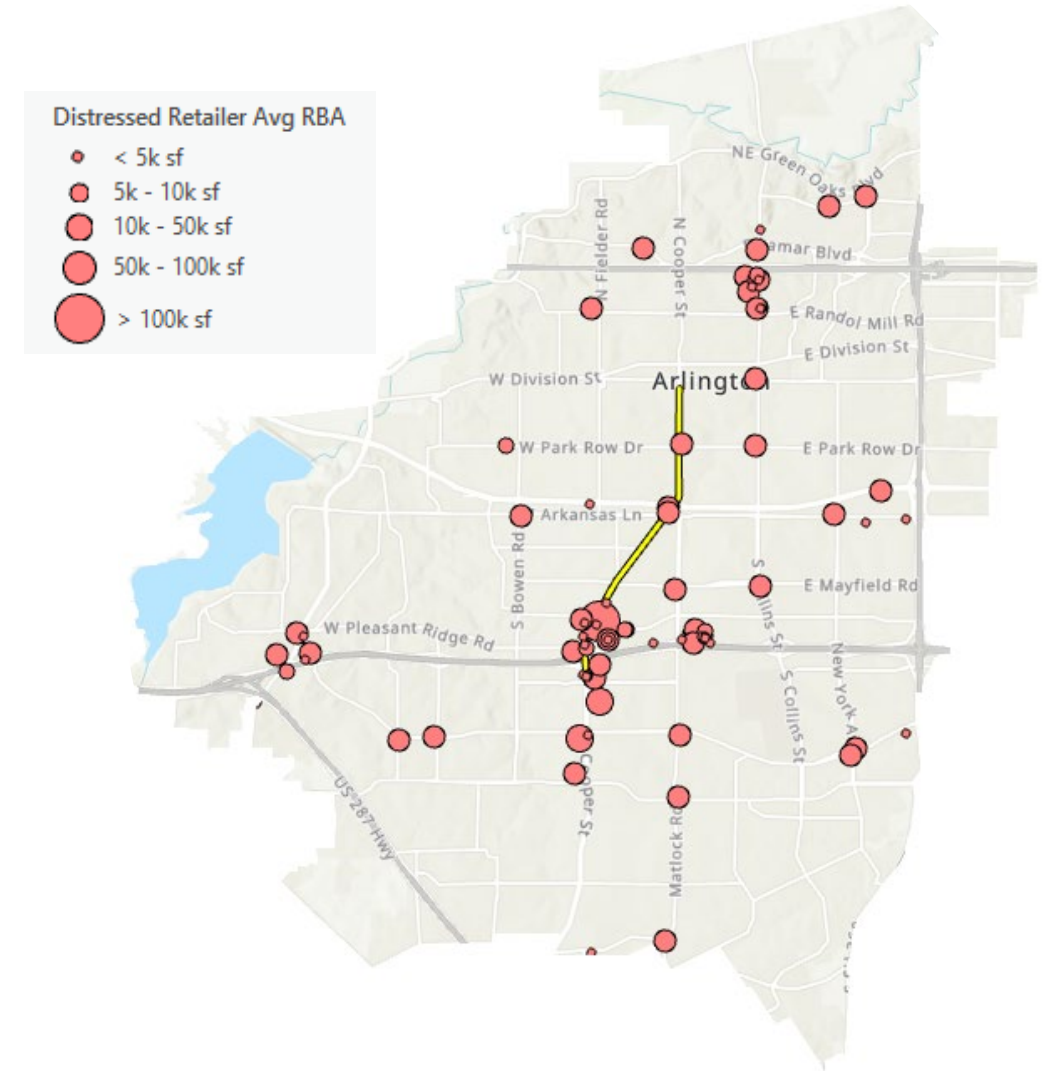 Distressed Retailer Avg RBA
< 5k sf
5k - 10k sf
10k - 50k sf
50k - 100k sf
> 100k sf
NE Green Oaks Blvd
N Fielder Rd
N Cooper St
amar Blvd
E Randol Mill Rd
E Division St
W Division St
Arlington
W Park Row Dr
E Park Row Dr
Arkansas Ln
S Bowen Rd
E Mayfield Rd
S llins St
W Pleasant Ridge Rd
New York A
S Collins St
Cooper St
US 287 Hwy
Matlock Rd